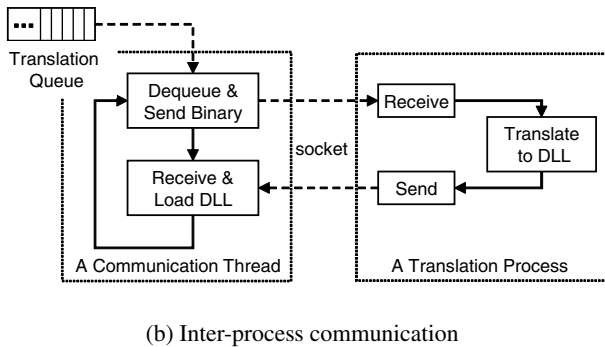 ...
Translation
Queue
Dequeue &
Send Binary
Receive
Translate
to DLL
socket
Receive &
Load DLL
Send
A Communication Thread
A Translation Process
(b) Inter-process communication